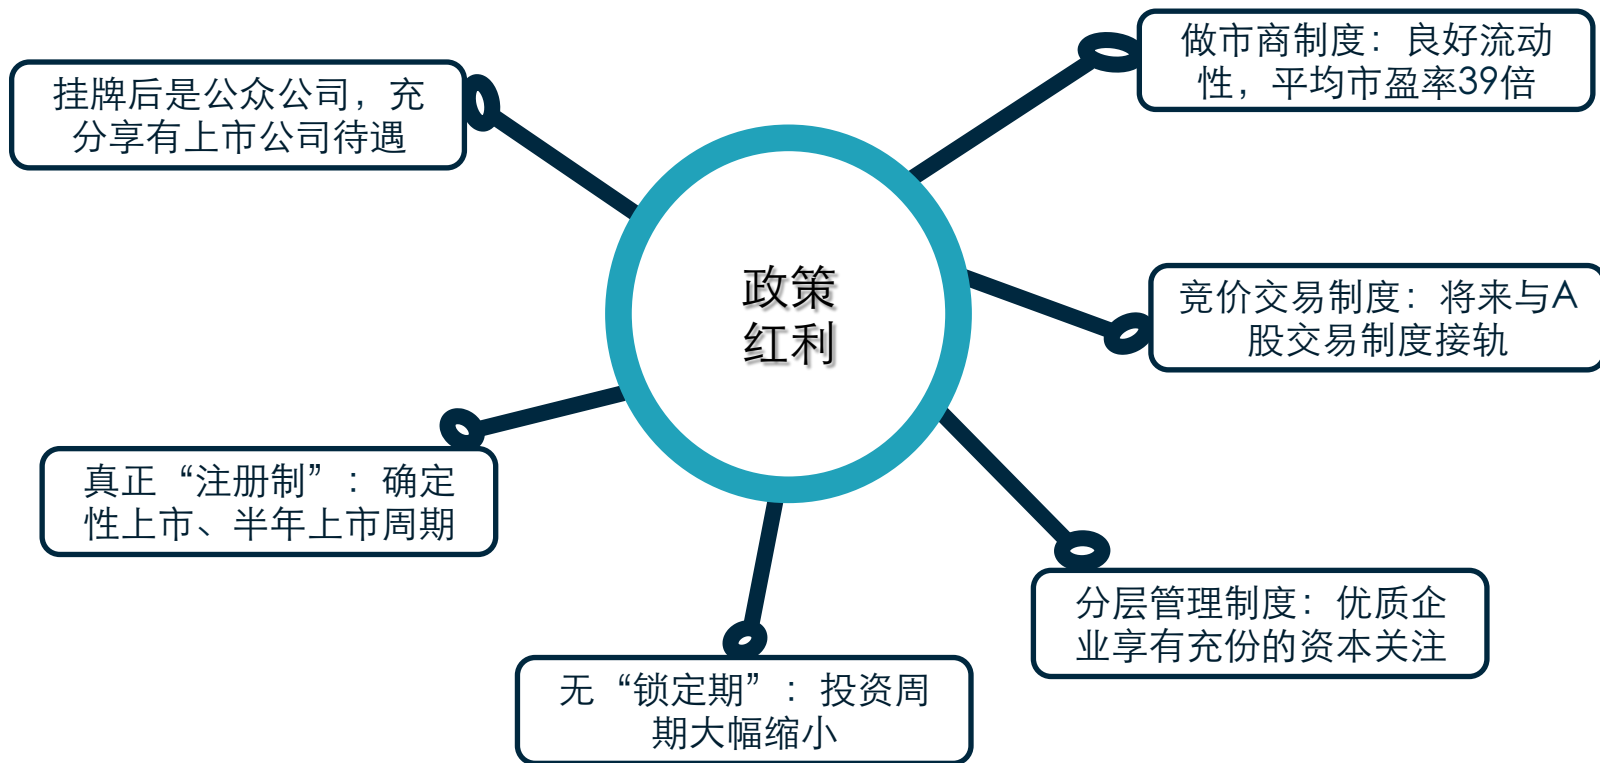 做市商制度：良好流动
性，平均市盈率39倍
挂牌后是公众公司，充
分享有上市公司待遇
政策
红利
竞价交易制度：将来与A
股交易制度接轨
真正“注册制”：确定
性上市、半年上市周期
分层管理制度：优质企
业享有充份的资本关注
无“锁定期”：投资周
期大幅缩小